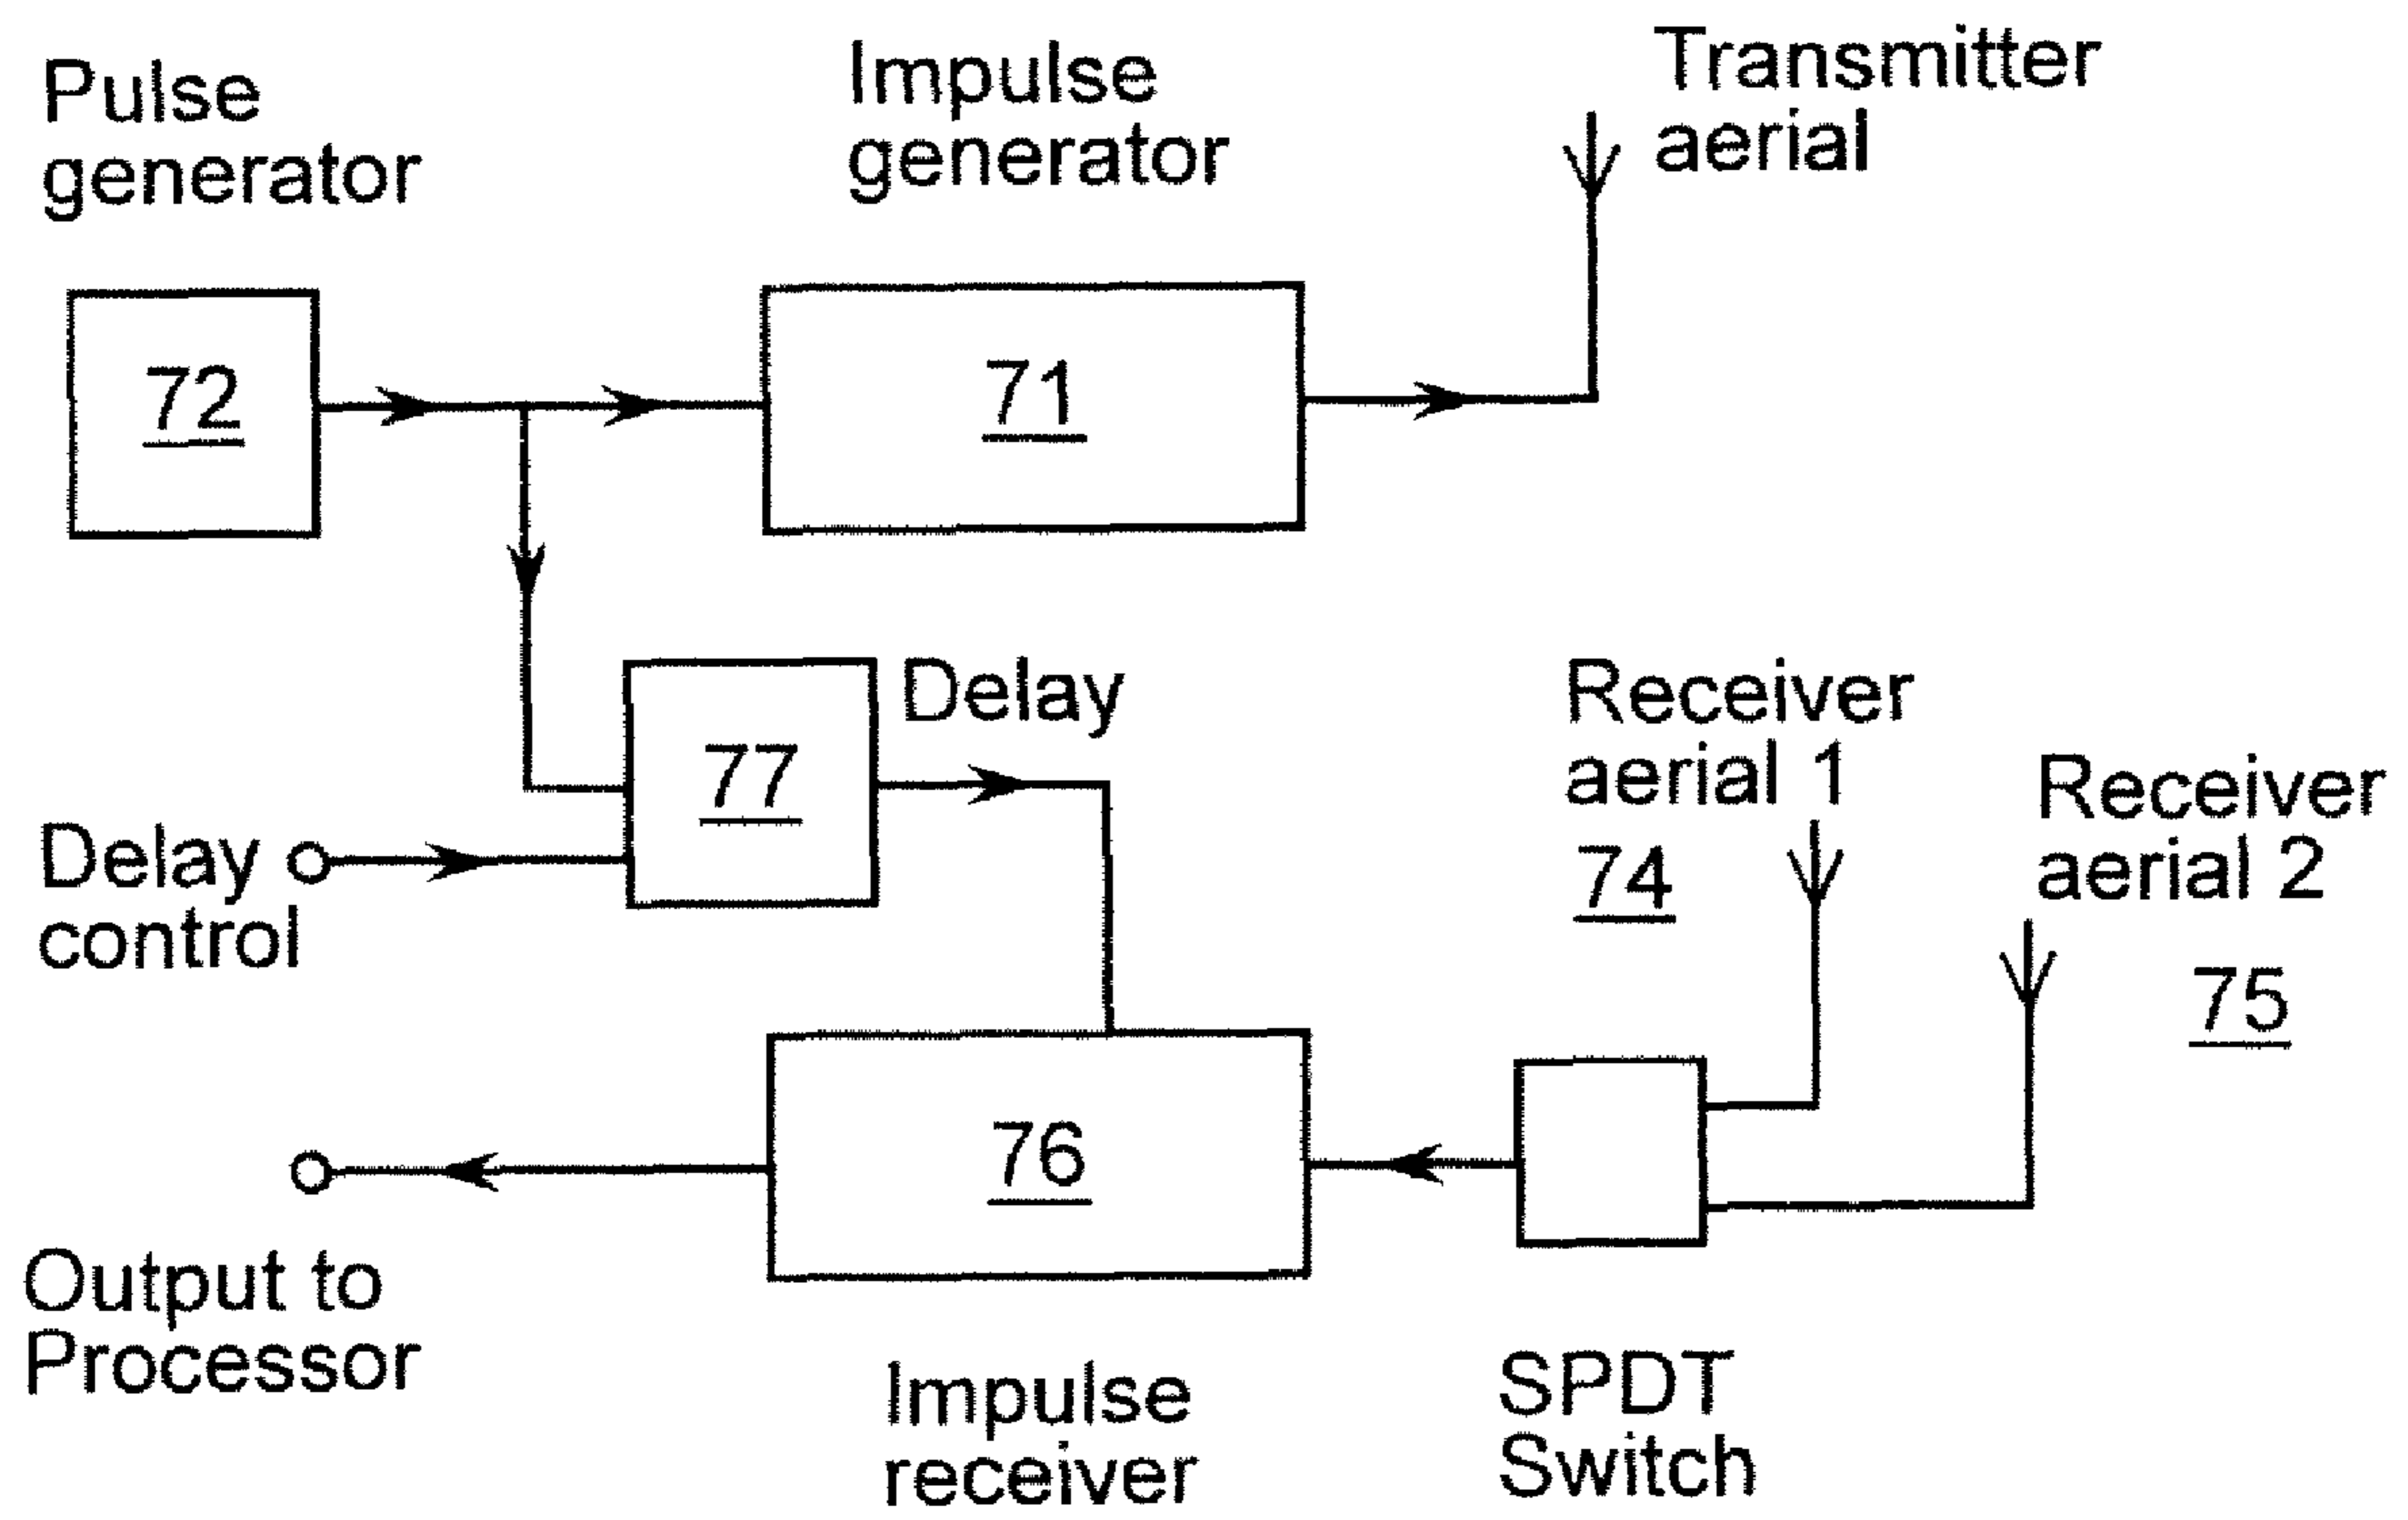 Pulse
generator
Impulse
generator
Transmitter
aerial
72
71
77
Delay
Delay
control
Receiver
aerial 1
74
Receiver
aerial 2
75
76
Output to
Processor
Impulse
receiver
SPDT
Switch